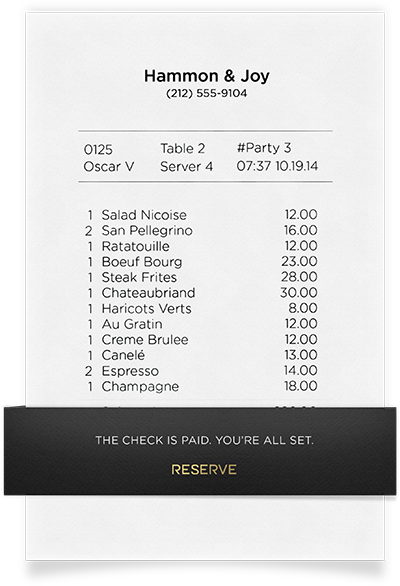 Hammon & Joy
(212) 555-9104
0125 Table 2 #Party 3
Oscar V Server 4 07:37 10.19.14
1 Salad Nicoise 12.00
2 San Pellegrino 16.00
1 Ratatouille 12.00
1 Boeuf Bourg 23.00
1 Steak Frites 28.00
1 Chateaubriand 30.00
1 Haricots Verts 8.00
1 Au Gratin 12.00
1 Creme Brulee 12.00
1 Canelé 13.00
2 Espresso 14.00
1 Champagne 18.00
THE CHECK IS PAID. YOU'RE ALL SET.
RESERVE